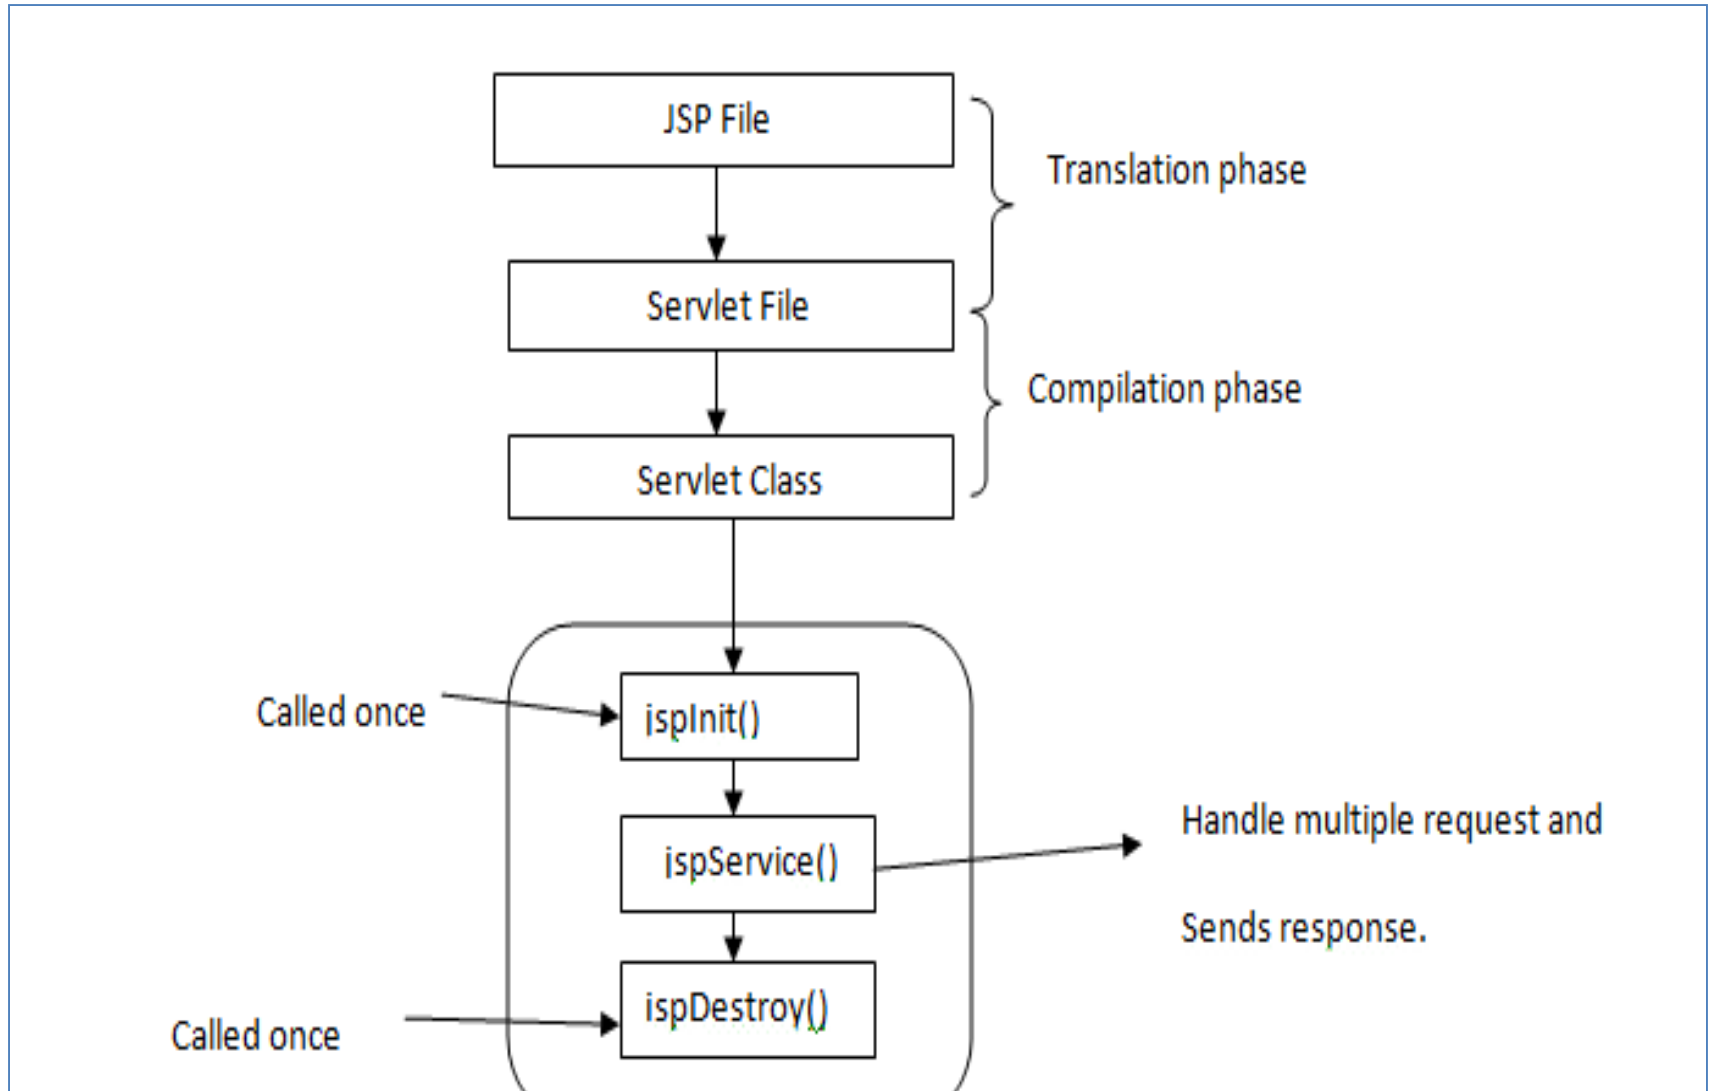 JSP File
Translation phase
Servlet File
Compilation phase
Servlet Class
Called once
jspInit()
Handle multiple request and
jspService()
Sends response.
jspDestroy()
Called once